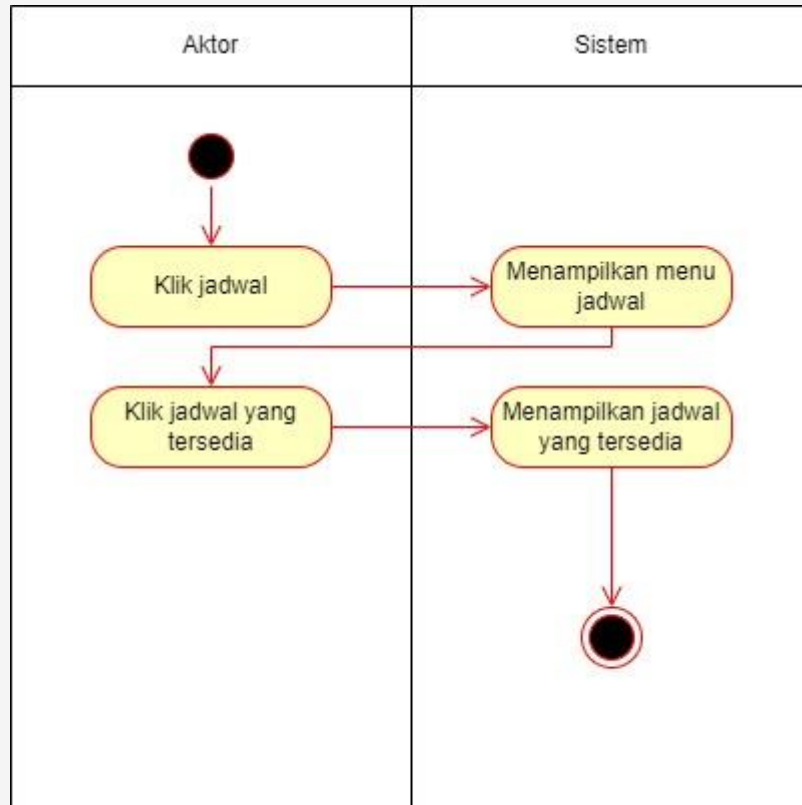 Aktor
Sistem
Klik jadwal
Menampilkan menu
jadwal
Klik jadwal yang
tersedia
Menampilkan jadwal
yang tersedia